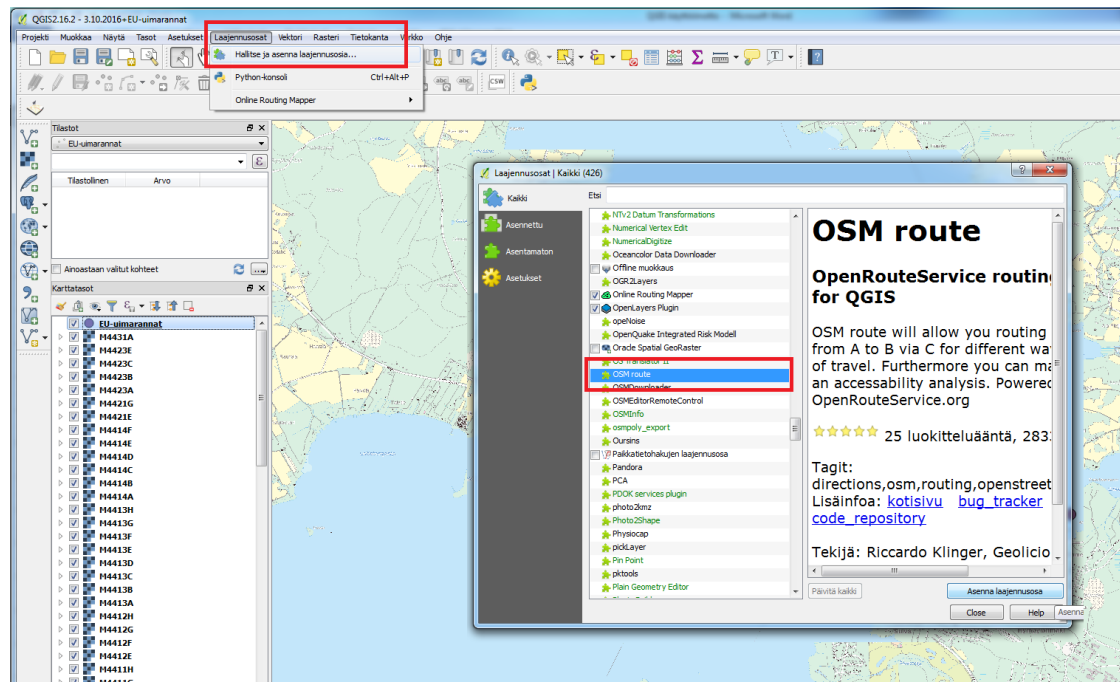 QGIS2.16.2 - 3.10.2016+EU-uimarannat
Projekti Muokkaa Näytä Tasot Asetukset Laajennusosat Vektori Rasteri Tietokanta Verkko Ohje
Hallitse ja asenna laajennusosia...
Python-konsoli Ctrl+Alt+P
Online Routing Mapper
CSW
Tilastot
EU-uimarannat
Tilastollinen Arvo
Ainoastaan valitut kohteet
Karttatasot
EU-uimarannat
M4431A
M4423E
M4423C
M4423B
M4423A
M4421G
M4421E
M4414F
M4414E
M4414D
M4414C
M4414B
M4414A
M4413H
M4413G
M4413F
M4413E
M4413D
M4413C
M4413B
M4413A
M4412H
M4412G
M4412F
M4412E
M4411H
M4411G
Laajennusosat | Kaikki (426)
Kaikki
Asennettu
Asentamaton
Asetukset
Etsi
NTv2 Datum Transformations
Numerical Vertex Edit
NumericalDigitize
Oceancolor Data Downloader
Offline muokkaus
OGR2Layers
Online Routing Mapper
OpenLayers Plugin
opeNoise
OpenQuake Integrated Risk Modell
Oracle Spatial GeoRaster
OS Translator II
OSM route
OSMDownloader
OSMEditorRemoteControl
OSMInfo
osmpoly_export
Oursins
Paikkatietohakujen laajennusosa
Pandora
PCA
PDOK services plugin
photo2kmz
Photo2Shape
Physiocap
pickLayer
Pin Point
pktools
Plain Geometry Editor
OSM route
OpenRouteService routing
for QGIS
OSM route will allow you routing
from A to B via C for different wa
of travel. Furthermore you can ma
an accessability analysis. Powered
OpenRouteService.org
25 luokitteluääntä, 283
Tagit:
directions,osm,routing,openstreet
Lisäinfoa: kotisivu bug_tracker
code_repository
Tekijä: Riccardo Klinger, Geolicio
Päivitä kaikki Asenna laajennusosa
Close Help Asenna